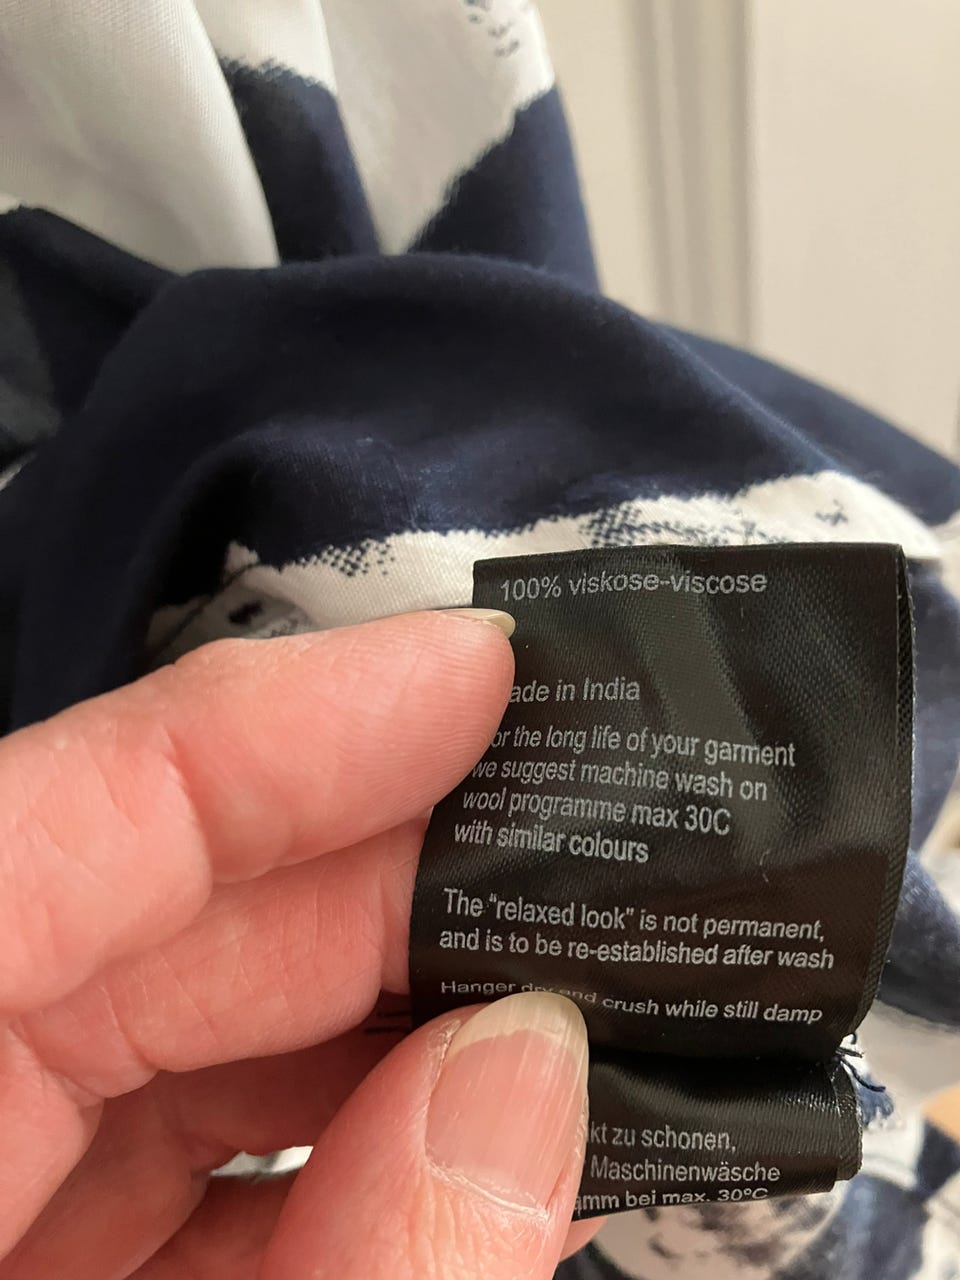 100% viskose-viscose
ade in India
or the long life of your garment
we suggest machine wash on
wool programme max 30C
with similar colours
The "relaxed look" is not permanent,
and is to be re-established after wash
Hanger dry and crush while still damp
kt zu schonen,
Maschinenwäsche
amm bei max. 30°C